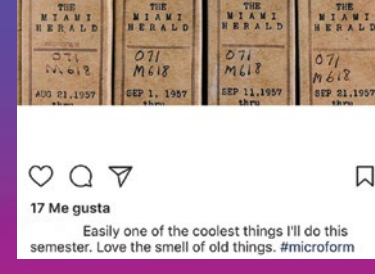 THE THE THE THE
MIAMI MIAMI MIAMI MIAMI
HERALD HERALD HERALD HERALD
071 071 071 071
M618 M618 M618 M618
AUG 21,1957 SEP 1, 1957 SEP 11,1957 SEP 21,1957
thru thru thru thru
17 Me gusta
Easily one of the coolest things I'll do this
semester. Love the smell of old things. #microform